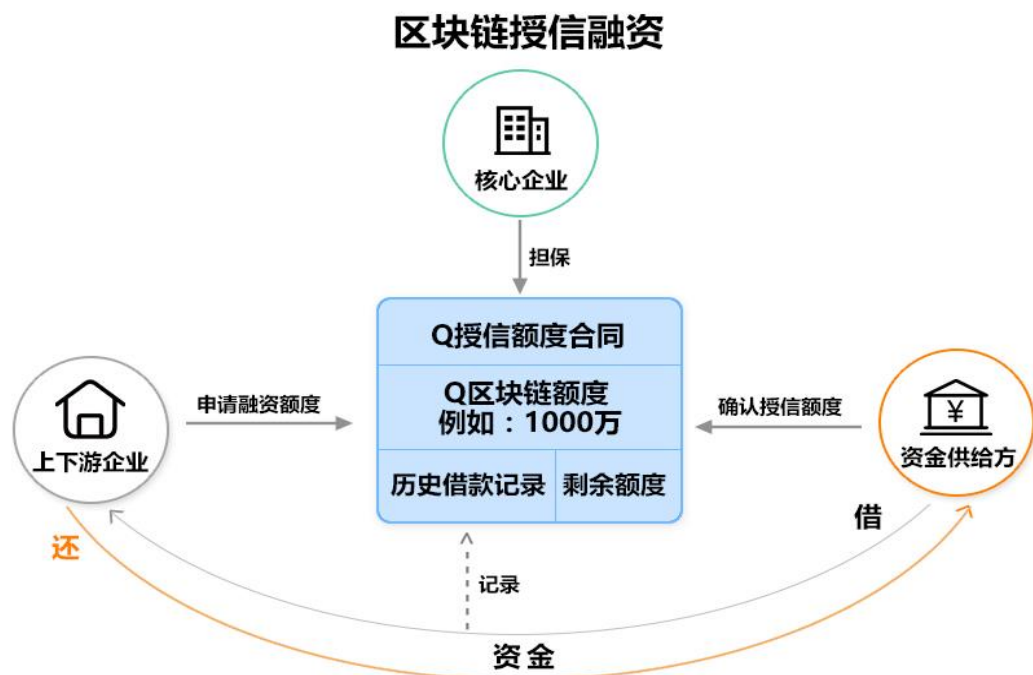 区块链授信融资
核心企业
担保
Q授信额度合同
Q区块链额度
例如：1000万
历史借款记录
剩余额度
申请融资额度
确认授信额度
上下游企业
¥
资金供给方
还
借
记录
资金